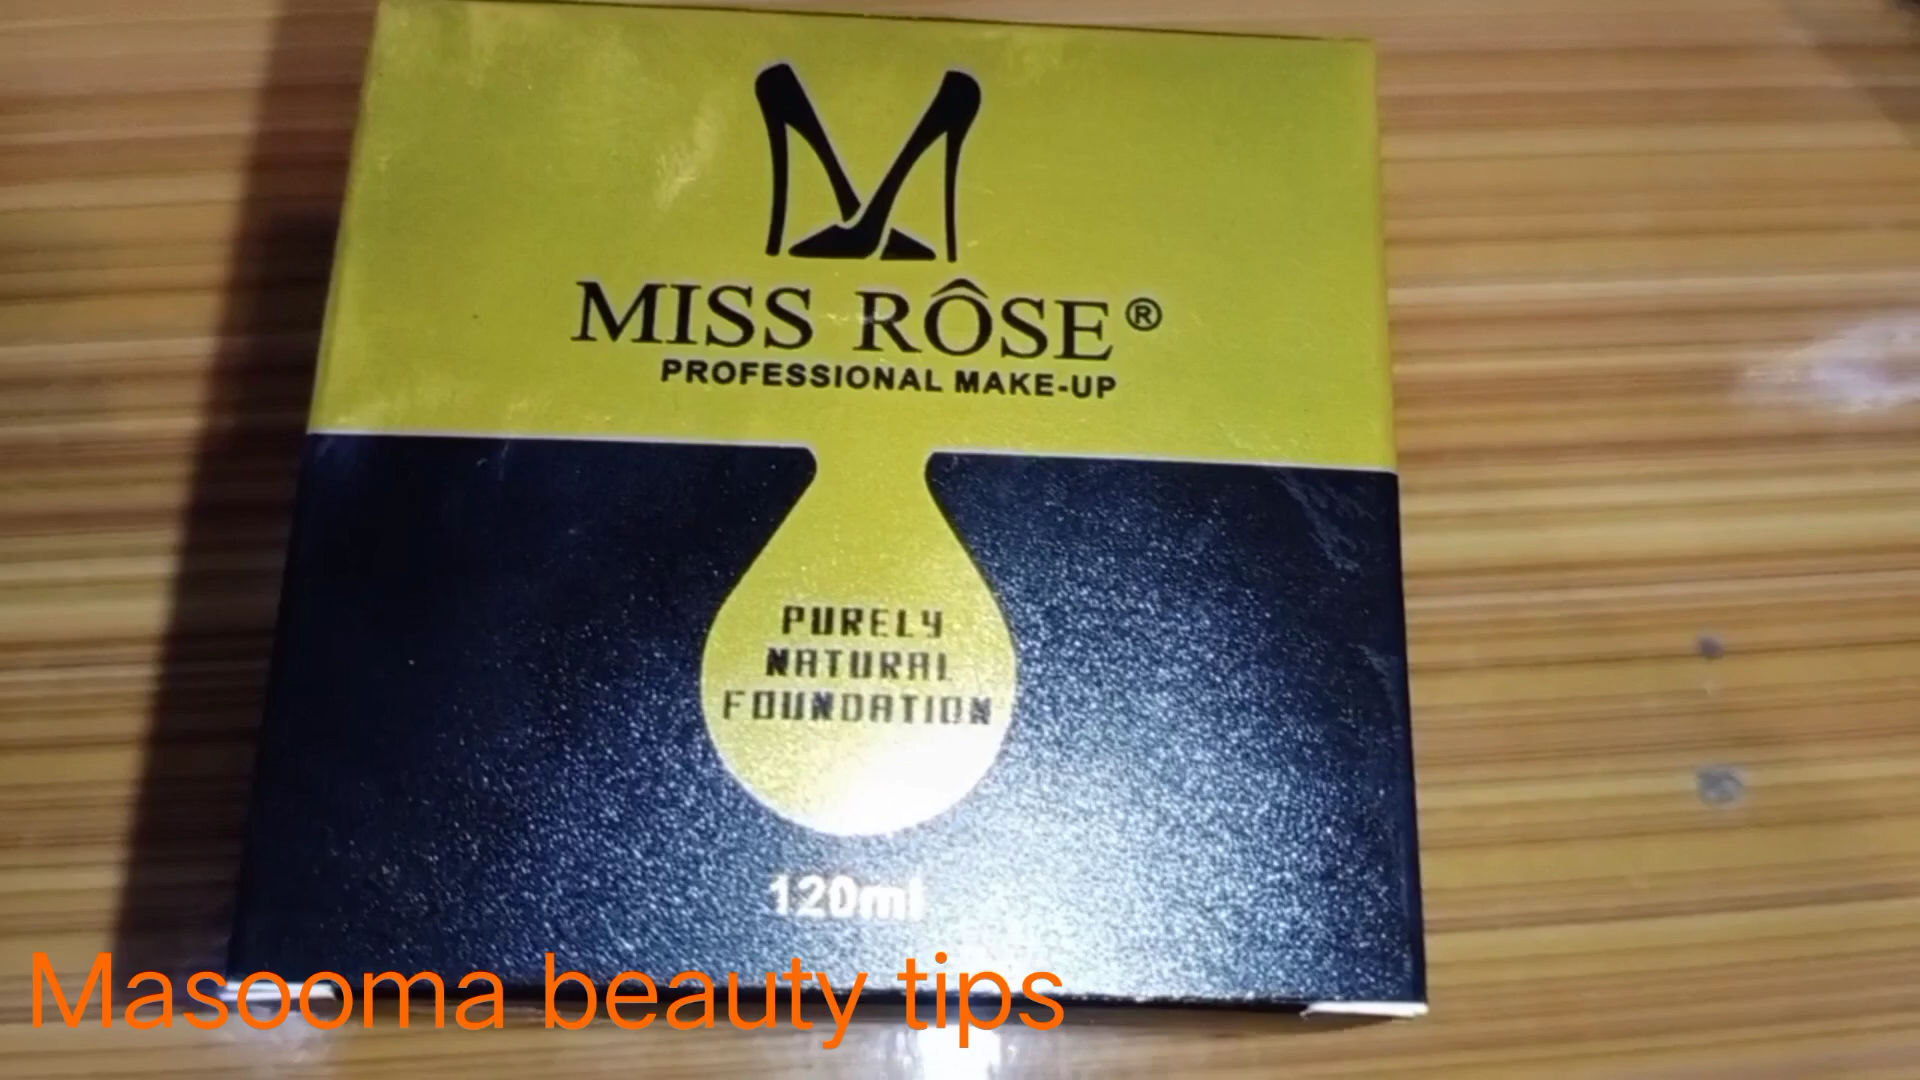 MISS RÔSE®
PROFESSIONAL MAKE-UP
PURELY
NATURAL
FOUNDATION
120ml
Masooma beauty tips